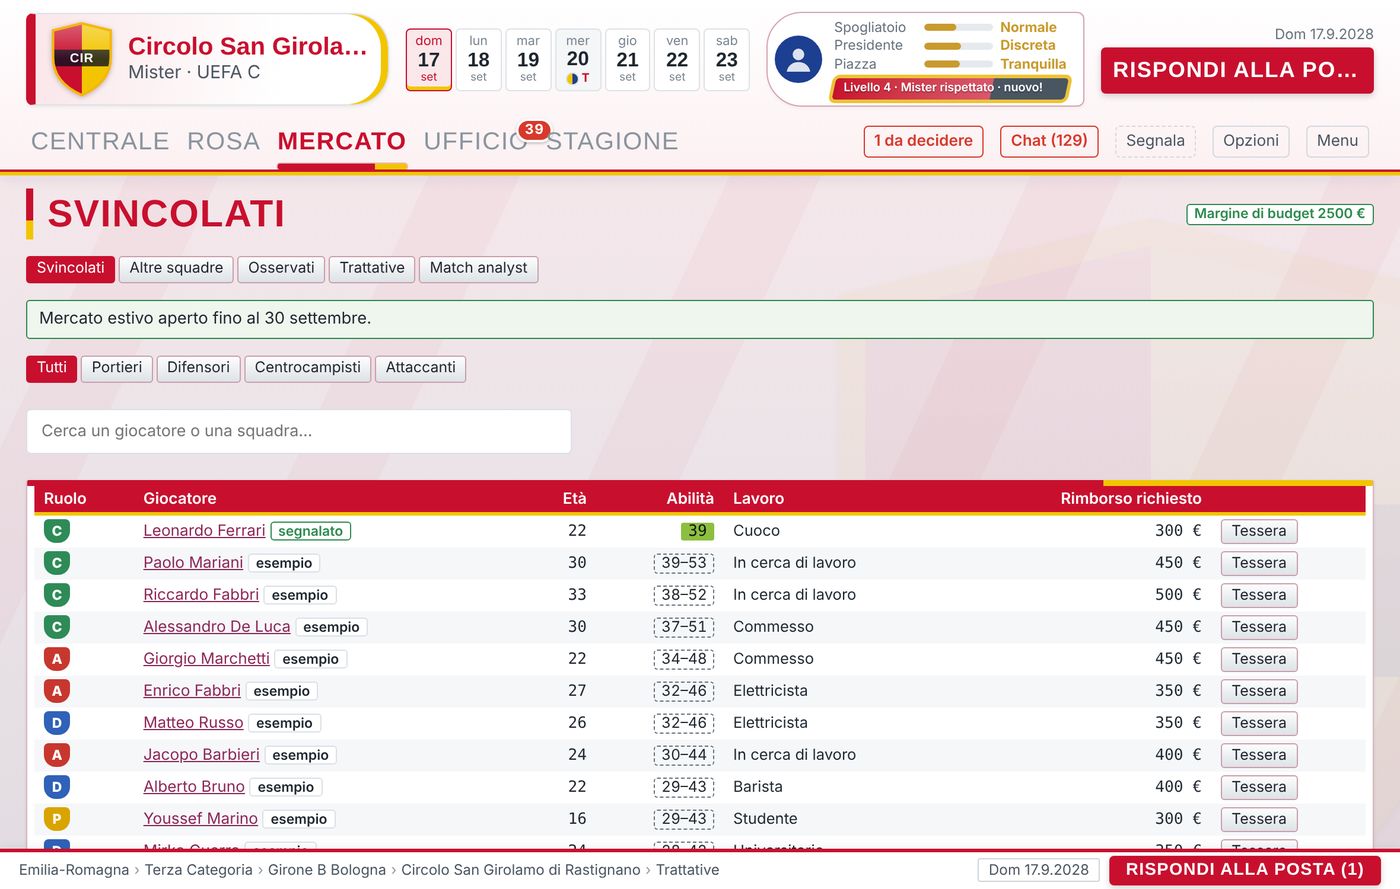 CIR
Circolo San Girola...
Mister · UEFA C
dom 17 set
lun 18 set
mar 19 set
mer 20 T
gio 21 set
ven 22 set
sab 23 set
Spogliatoio Normale
Presidente Discreta
Piazza Tranquilla
Livello 4 · Mister rispettato · nuovo!
Dom 17.9.2028
RISPONDI ALLA PO...
CENTRALE ROSA MERCATO UFFICIO 39 STAGIONE
1 da decidere Chat (129) Segnala Opzioni Menu
SVINCOLATI
Margine di budget 2500 €
Svincolati Altre squadre Osservati Trattative Match analyst
Mercato estivo aperto fino al 30 settembre.
Tutti Portieri Difensori Centrocampisti Attaccanti
Cerca un giocatore o una squadra...
Ruolo Giocatore Età Abilità Lavoro Rimborso richiesto
C Leonardo Ferrari segnalato 22 39 Cuoco 300 € Tessera
C Paolo Mariani esempio 30 39–53 In cerca di lavoro 450 € Tessera
C Riccardo Fabbri esempio 33 38–52 In cerca di lavoro 500 € Tessera
C Alessandro De Luca esempio 30 37–51 Commesso 450 € Tessera
A Giorgio Marchetti esempio 22 34–48 Commesso 450 € Tessera
A Enrico Fabbri esempio 27 32–46 Elettricista 350 € Tessera
D Matteo Russo esempio 26 32–46 Elettricista 350 € Tessera
A Jacopo Barbieri esempio 24 30–44 In cerca di lavoro 400 € Tessera
D Alberto Bruno esempio 22 29–43 Barista 400 € Tessera
P Youssef Marino esempio 16 29–43 Studente 300 € Tessera
Emilia-Romagna › Terza Categoria › Girone B Bologna › Circolo San Girolamo di Rastignano › Trattative
Dom 17.9.2028
RISPONDI ALLA POSTA (1)